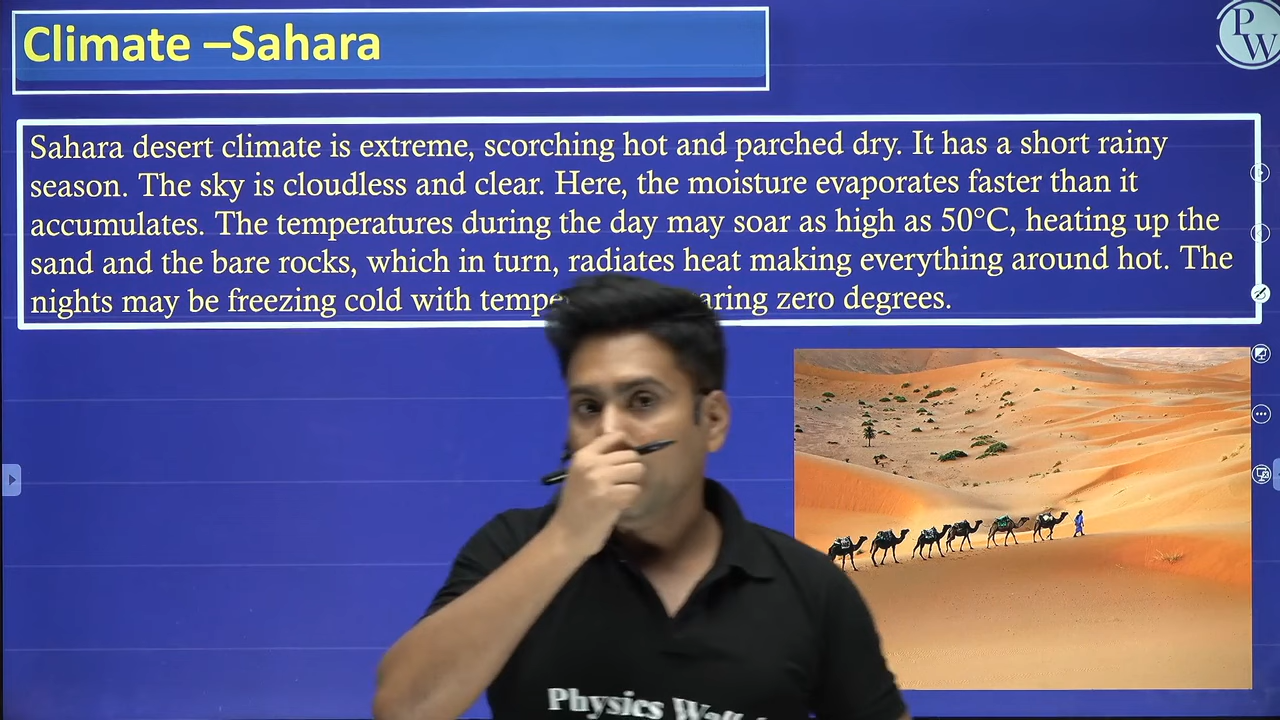 Climate –Sahara
PW
Sahara desert climate is extreme, scorching hot and parched dry. It has a short rainy
season. The sky is cloudless and clear. Here, the moisture evaporates faster than it
accumulates. The temperatures during the day may soar as high as 50°C, heating up the
sand and the bare rocks, which in turn, radiates heat making everything around hot. The
nights may be freezing cold with zero degrees.
Physics